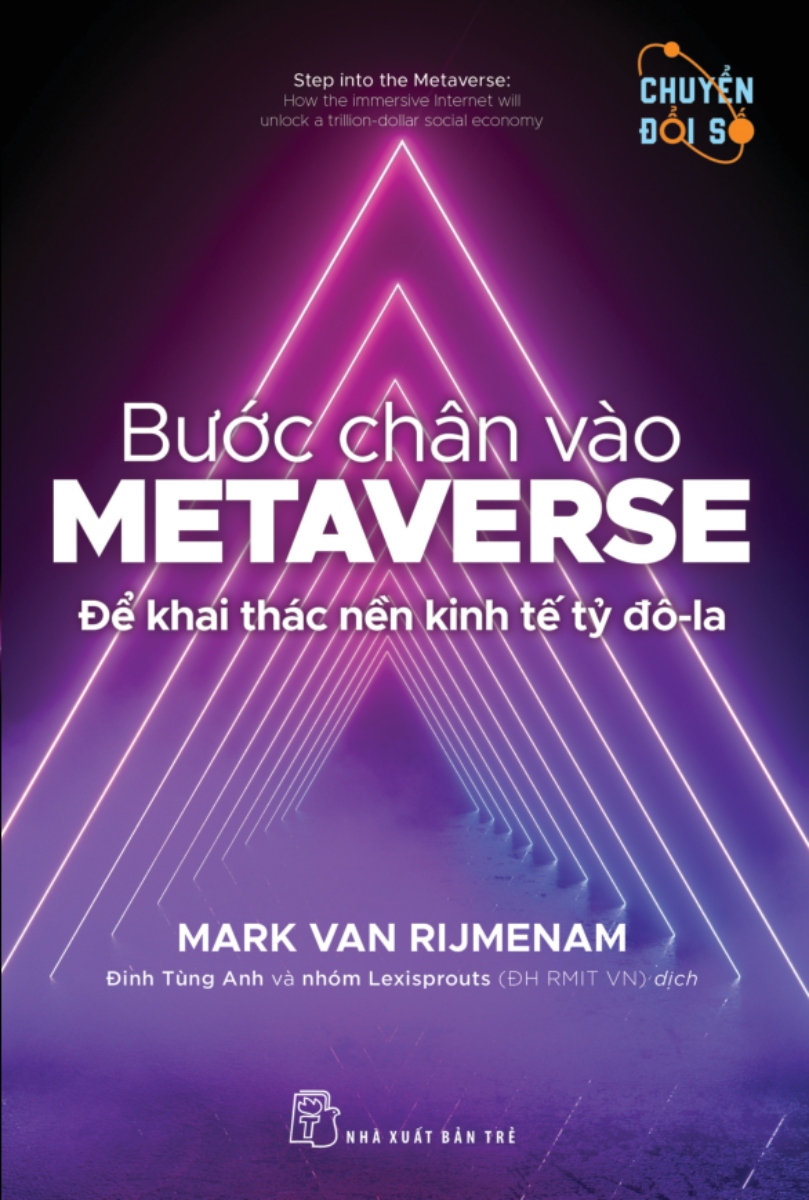 Step into the Metaverse:
How the immersive Internet will
unlock a trillion-dollar social economy
CHUYỂN
ĐỔI SỐ
Bước chân vào
METAVERSE
Để khai thác nền kinh tế tỷ đô-la
MARK VAN RIJMENAM
Đinh Tùng Anh và nhóm Lexisprouts (ĐH RMIT VN) dịch
NHÀ XUẤT BẢN TRẺ